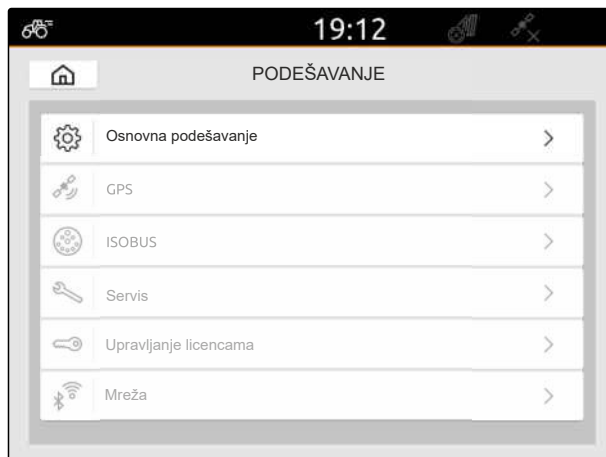 19:12
PODEŠAVANJE
Osnovna podešavanje
GPS
ISOBUS
Servis
Upravljanje licencama
Mreža